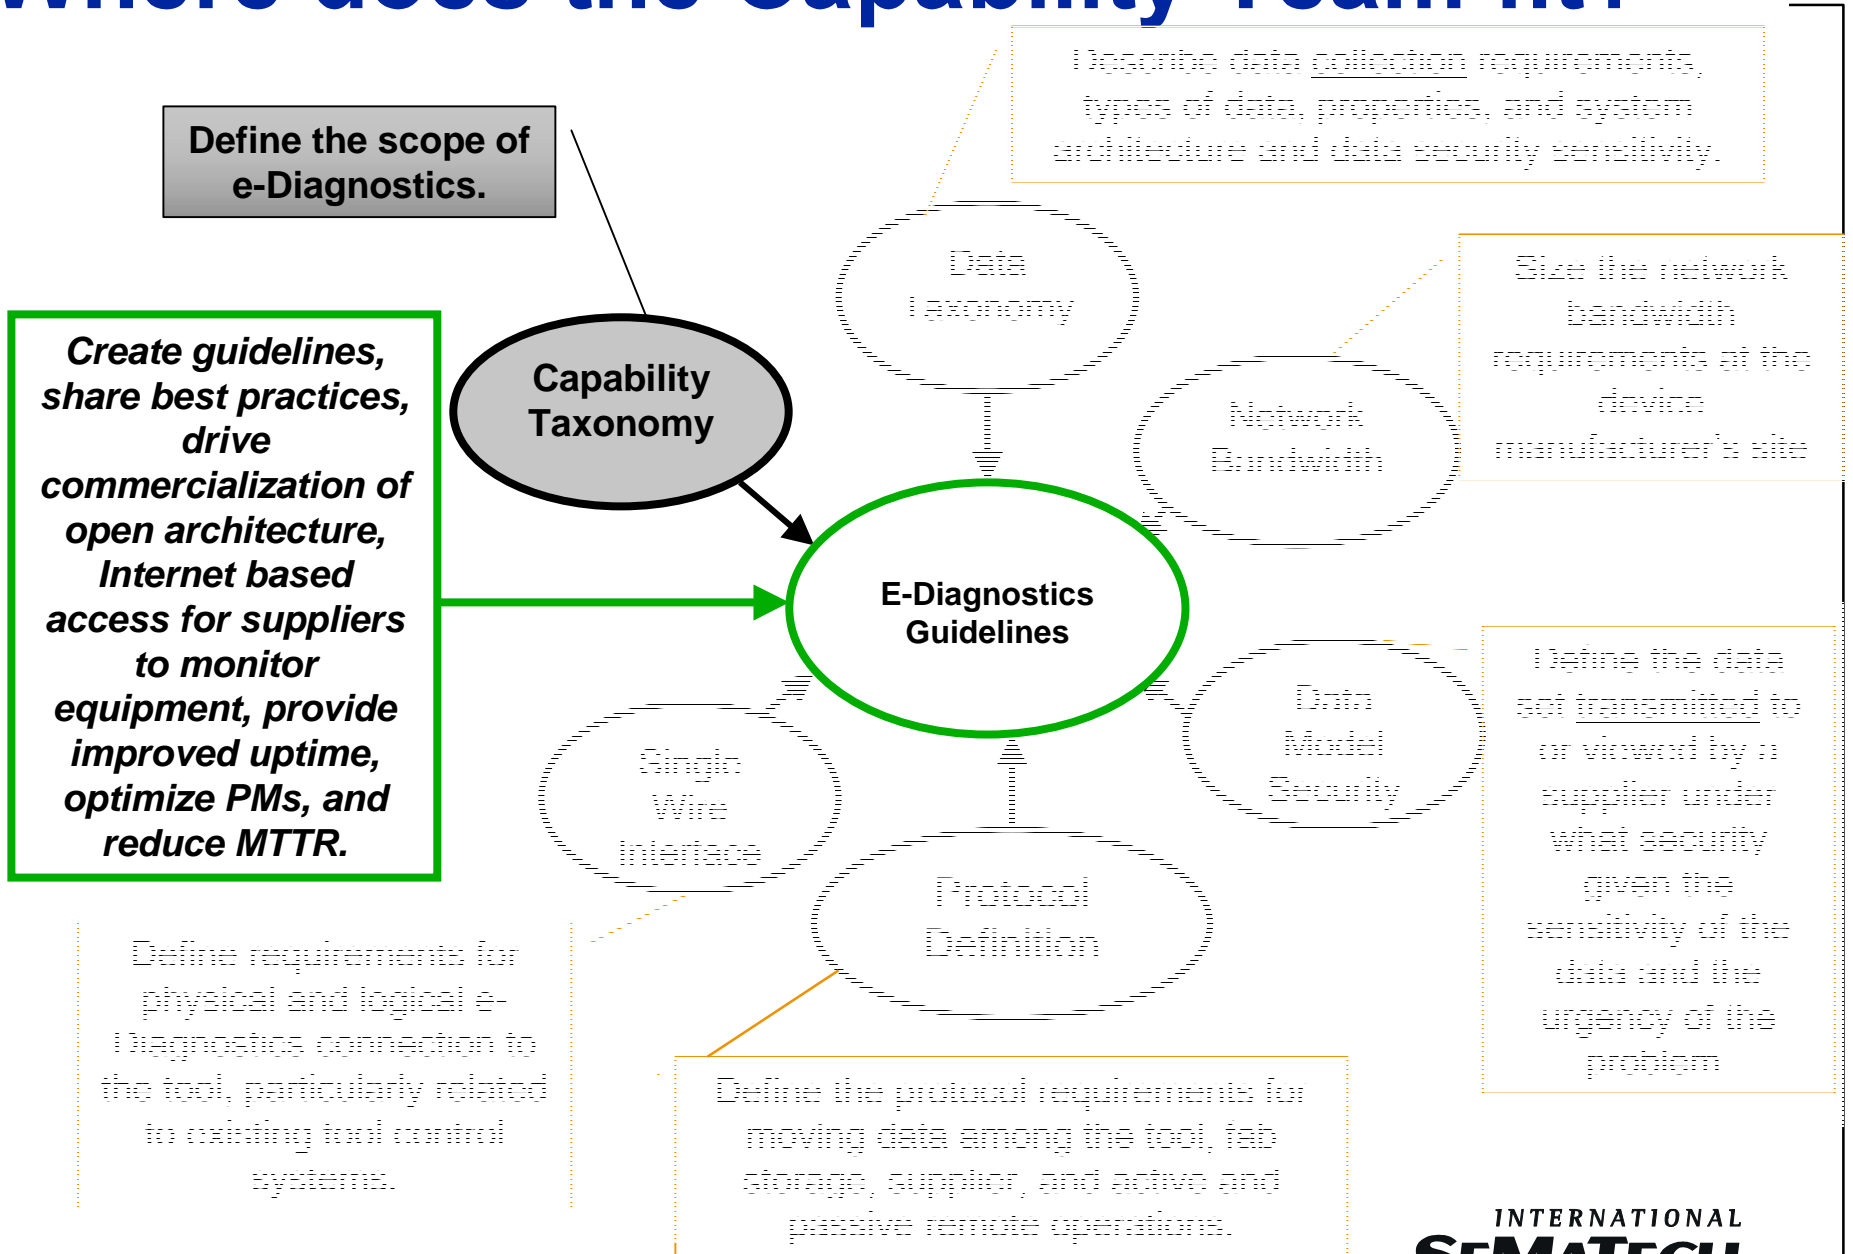 Where does the Capability Team fit?
Describe data collection requirements,
types of data, properties, and system
architecture and data security sensitivity.
Define the scope of
e-Diagnostics.
Data
Taxonomy
Size the network
bandwidth
requirements at the
device
manufacturer's site
Create guidelines,
share best practices,
drive
commercialization of
open architecture,
Internet based
access for suppliers
to monitor
equipment, provide
improved uptime,
optimize PMs, and
reduce MTTR.
Capability
Taxonomy
Network
Bandwidth
E-Diagnostics
Guidelines
Define the data
set transmitted to
or viewed by a
supplier under
what security
given the
sensitivity of the
data and the
urgency of the
problem
Data
Model
Security
Single
Wire
Interface
Protocol
Definition
Define requirements for
physical and logical e-
Diagnostics connection to
the tool, particularly related
to existing tool control
systems.
Define the protocol requirements for
moving data among the tool, fab
storage, supplier, and active and
passive remote operations.
INTERNATIONAL
SEMATECH